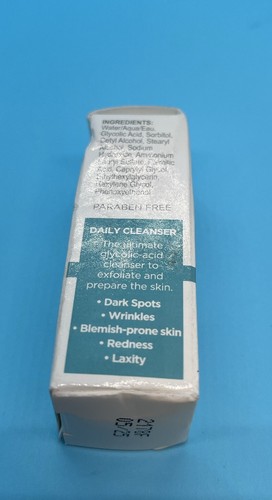 INGREDIENTS:
Water/Aqua/Eau,
Glycolic Acid, Sorbitol,
Cetyl Alcohol, Stearyl
Alcohol, Sodium
Hydroxide, Ammonium
Lauryl Sulfate,
Acid, Caprylyl Glycol,
Ethylhexylglycerin,
Hexylene Glycol,
Phenoxyethanol
PARABEN FREE
DAILY CLEANSER
The ultimate
glycolic-acid
cleanser to
exfoliate and
prepare the skin.
• Dark Spots
• Wrinkles
• Blemish-prone skin
• Redness
• Laxity
05/25